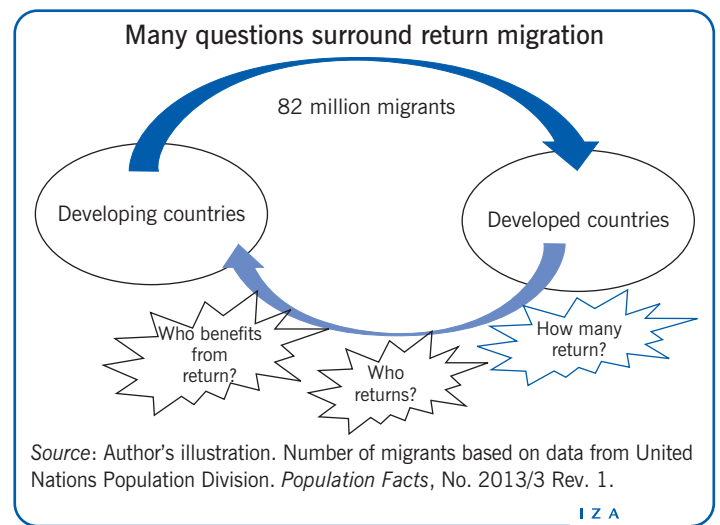 Many questions surround return migration
82 million migrants
Developing countries
Developed countries
Who benefits
from
return?
Who
returns?
How many
return?
Source: Author's illustration. Number of migrants based on data from United
Nations Population Division. Population Facts, No. 2013/3 Rev. 1.
I Z A